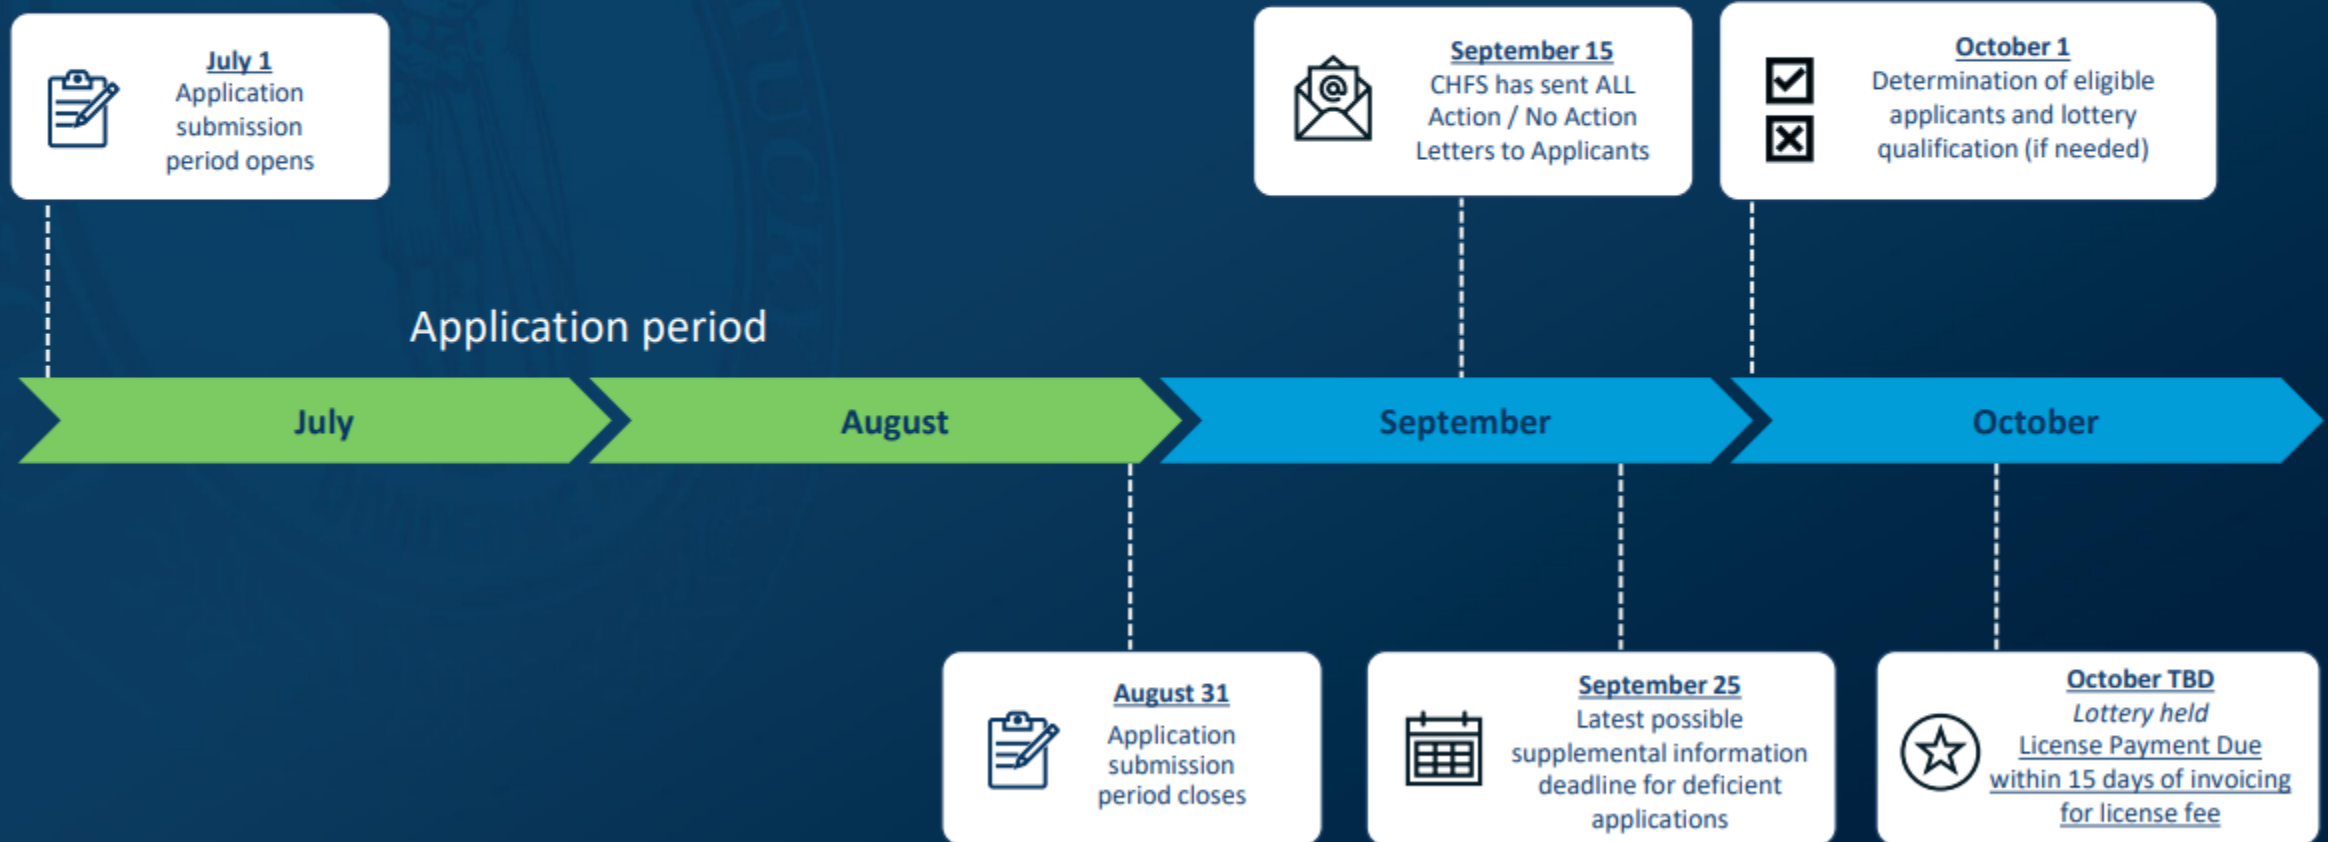 July 1
Application
submission
period opens
September 15
CHFS has sent ALL
Action / No Action
Letters to Applicants
October 1
Determination of eligible
applicants and lottery
qualification (if needed)
Application period
July
August
September
October
August 31
Application
submission
period closes
September 25
Latest possible
supplemental information
deadline for deficient
applications
October TBD
Lottery held
License Payment Due
within 15 days of invoicing
for license fee